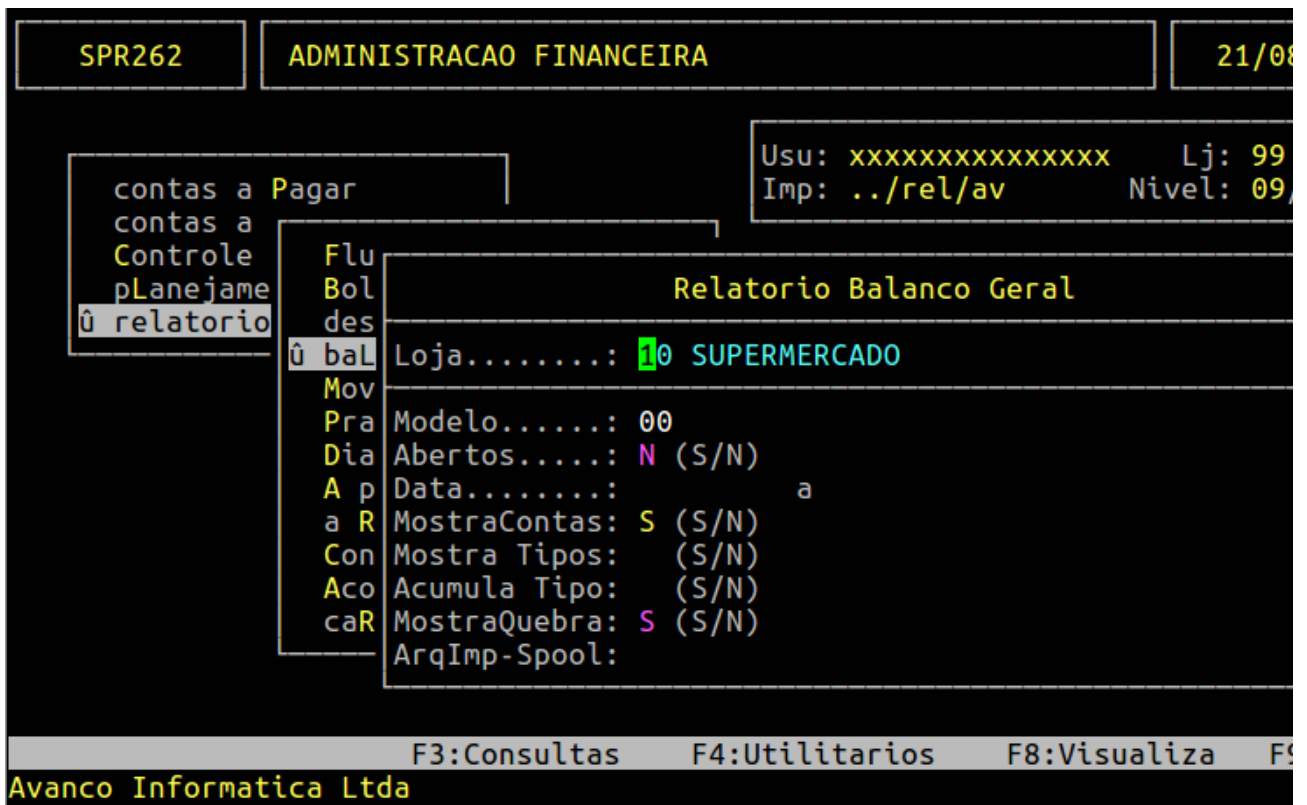 SPR262 ADMINISTRACAO FINANCEIRA 21/08
Usu: xxxxxxxxxxxxxxx Lj: 99
Imp: ../rel/av Nivel: 09/
contas a Pagar
contas a
Controle
pLanejame
û relatorio
Flu
Bol
des
û baL
Mov
Pra
Dia
A p
a R
Con
Aco
caR
Relatorio Balanco Geral
Loja........: 10 SUPERMERCADO
Modelo......: 00
Abertos.....: N (S/N)
Data........: a
MostraContas: S (S/N)
Mostra Tipos: (S/N)
Acumula Tipo: (S/N)
MostraQuebra: S (S/N)
ArqImp-Spool:
F3:Consultas F4:Utilitarios F8:Visualiza F9
Avanco Informatica Ltda